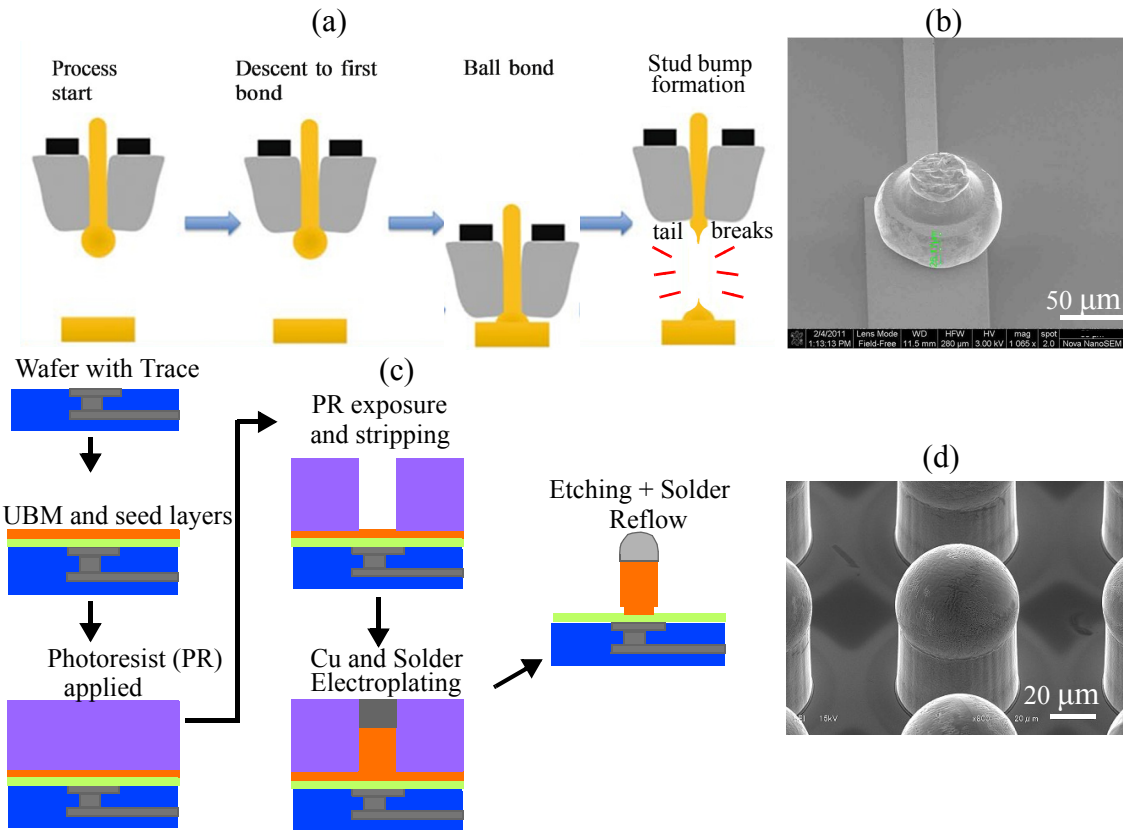 (a)
(b)
Process
start
Descent to first
bond
Ball bond
Stud bump
formation
tail breaks
50 μm
2/4/2011 Lens Mode WD HFW HV mag spot
1:13:13 PM Field-Free 11.5 mm 280 μm 3.00 kV 1 065 x 2.0 Nova NanoSEM
(c)
Wafer with Trace
UBM and seed layers
Photoresist (PR)
applied
PR exposure
and stripping
Cu and Solder
Electroplating
Etching + Solder
Reflow
(d)
20 μm
15kV x800 20 μm